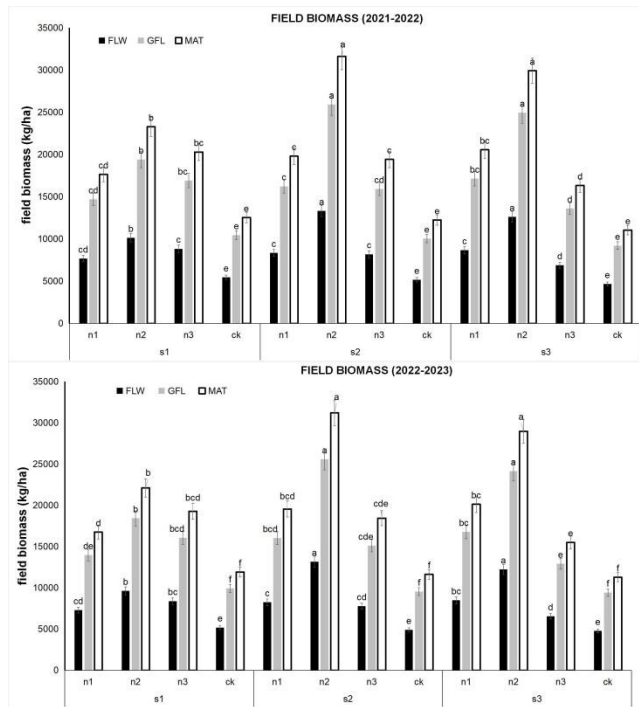 FIELD BIOMASS (2021-2022)
FLW GFL MAT
field biomass (kg/ha)
35000
30000
25000
20000
15000
10000
5000
0
cd cd cd
b b b
c bc bc
e e e
c c c
a a a
c cd c
e e e
c bc bc
a a a
d d d
e e e
n1 n2 n3 ck n1 n2 n3 ck n1 n2 n3 ck
s1 s2 s3
FIELD BIOMASS (2022-2023)
FLW GFL MAT
field biomass (kg/ha)
35000
30000
25000
20000
15000
10000
5000
0
cd de d
b b b
bc bcd bcd
e f f
c bcd bcd
a a a
cd cde cde
e f f
bc bc bc
a a a
d e e
e f f
n1 n2 n3 ck n1 n2 n3 ck n1 n2 n3 ck
s1 s2 s3